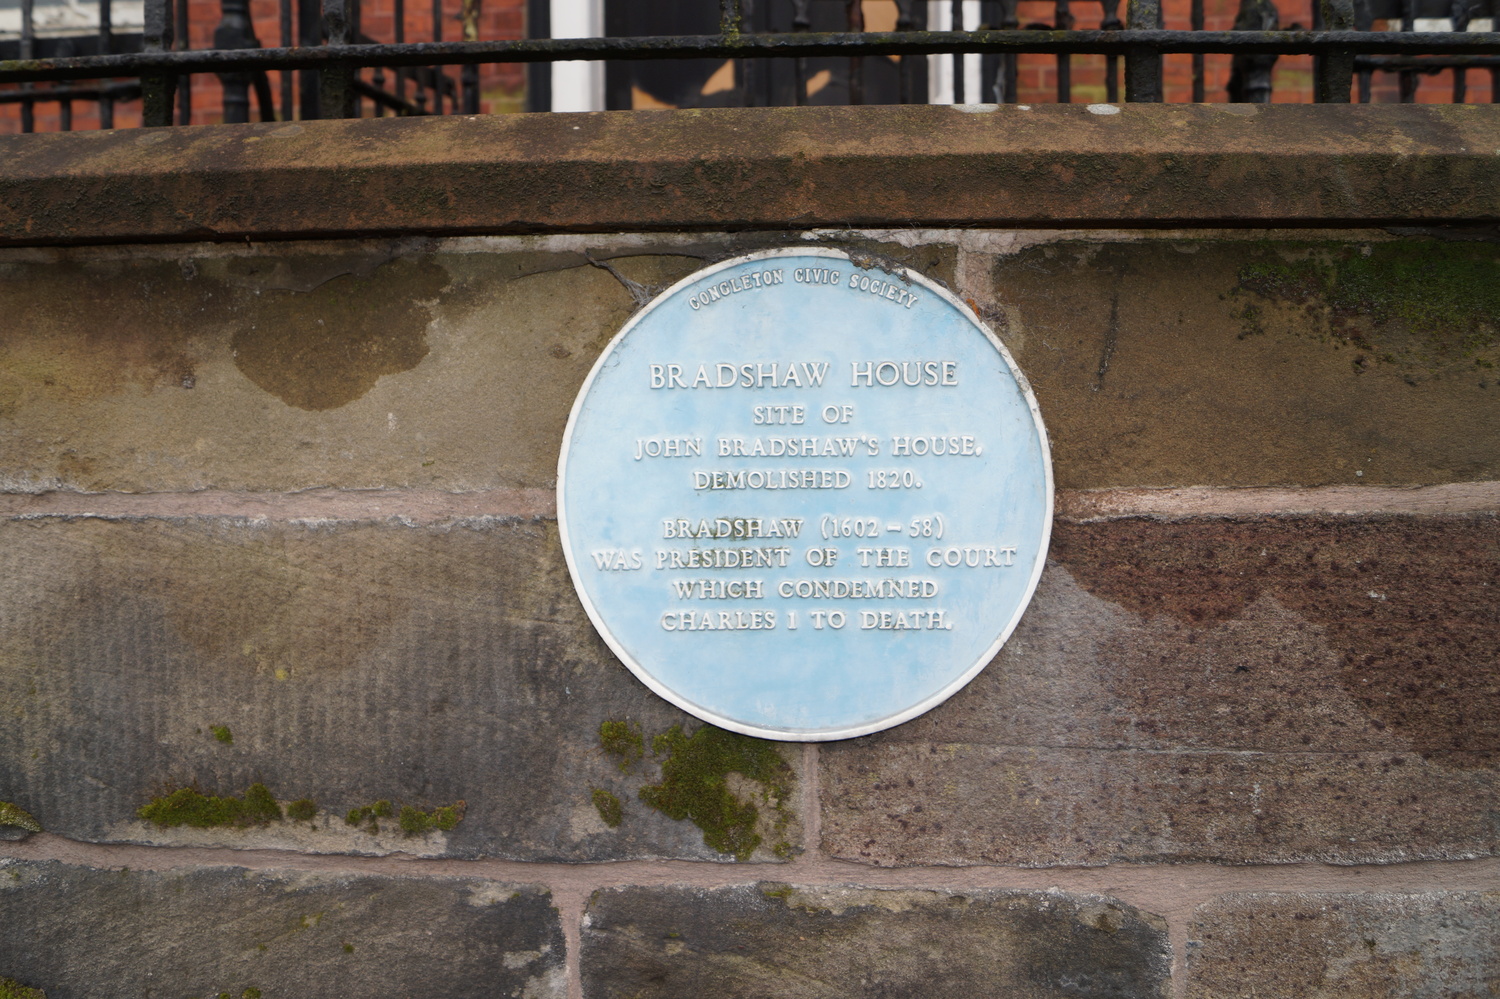 CONGLETON CIVIC SOCIETY
BRADSHAW HOUSE
SITE OF
JOHN BRADSHAW'S HOUSE,
DEMOLISHED 1820.
BRADSHAW (1602 - 58)
WAS PRESIDENT OF THE COURT
WHICH CONDEMNED
CHARLES 1 TO DEATH.